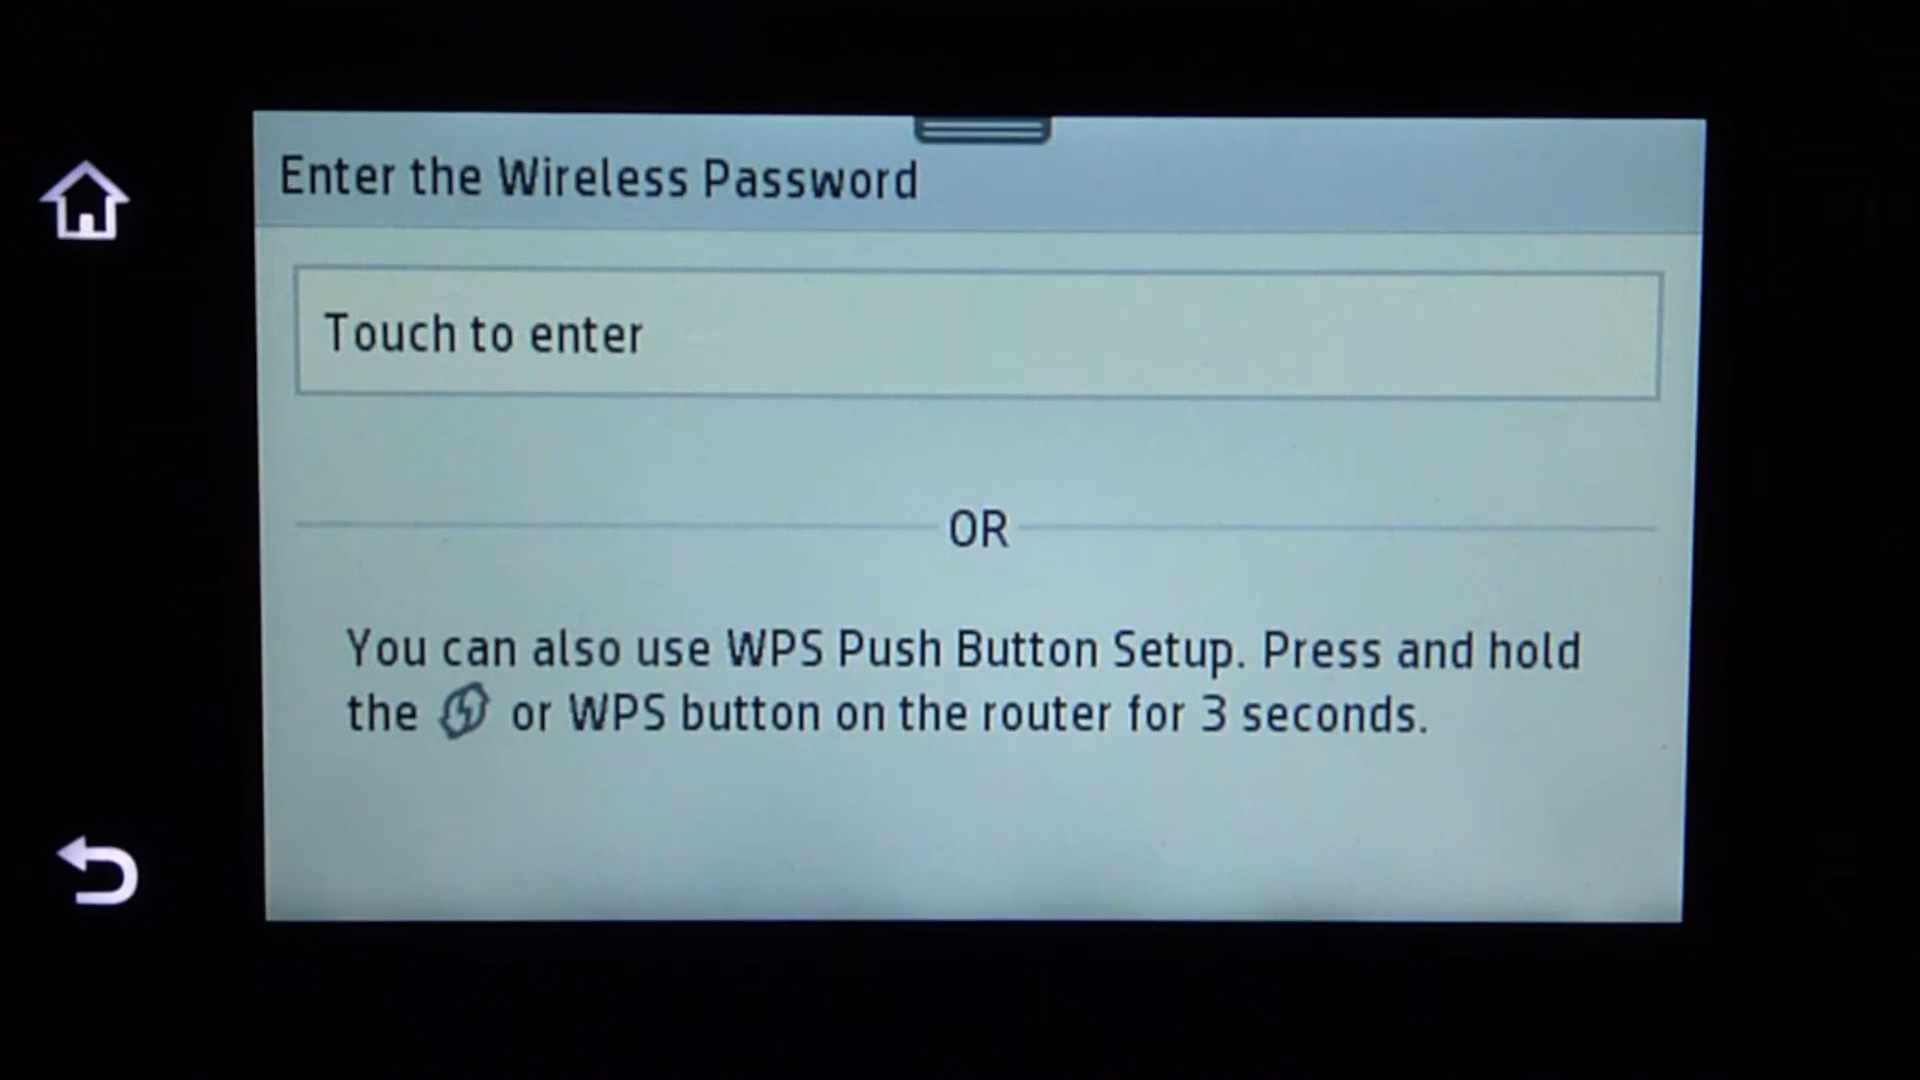 Enter the Wireless Password
Touch to enter
OR
You can also use WPS Push Button Setup. Press and hold
the or WPS button on the router for 3 seconds.